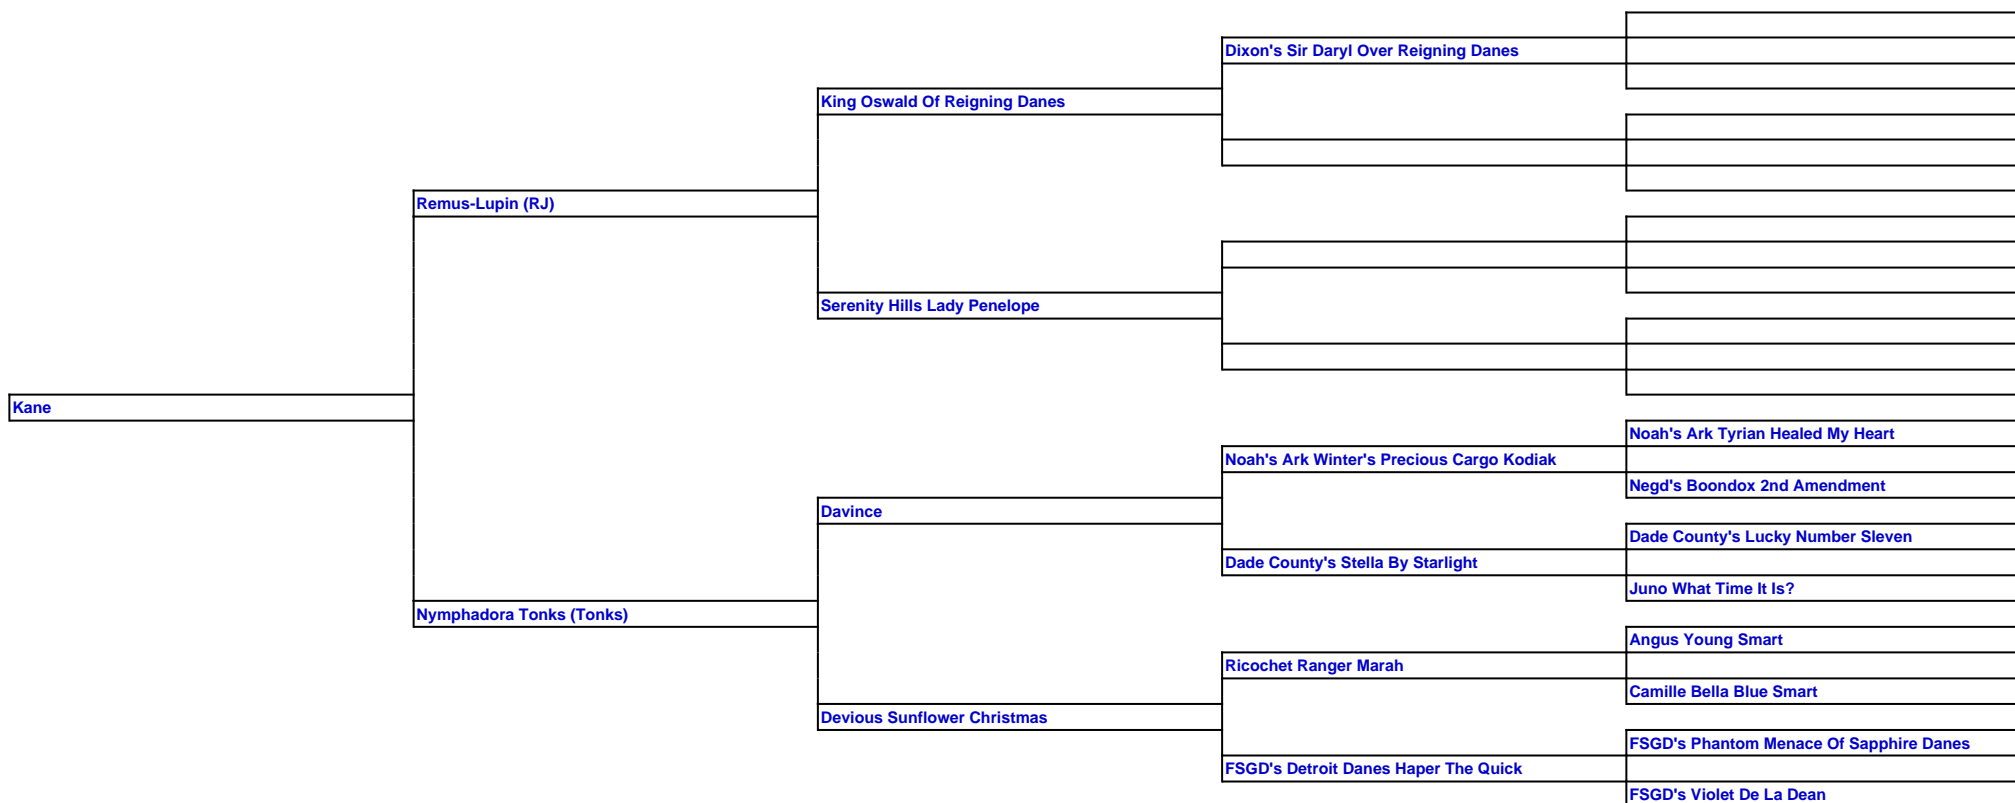 Dixon's Sir Daryl Over Reigning Danes
King Oswald Of Reigning Danes
Remus-Lupin (RJ)
Serenity Hills Lady Penelope
Kane
Noah's Ark Tyrian Healed My Heart
Noah's Ark Winter's Precious Cargo Kodiak
Negd's Boondox 2nd Amendment
Davince
Dade County's Lucky Number Sleven
Dade County's Stella By Starlight
Juno What Time It Is?
Nymphadora Tonks (Tonks)
Angus Young Smart
Ricochet Ranger Marah
Camille Bella Blue Smart
Devious Sunflower Christmas
FSGD's Phantom Menace Of Sapphire Danes
FSGD's Detroit Danes Haper The Quick
FSGD's Violet De La Dean